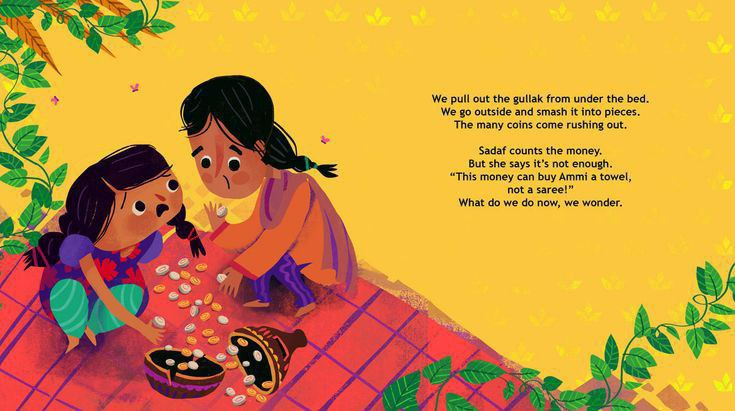 We pull out the gullak from under the bed.
We go outside and smash it into pieces.
The many coins come rushing out.
Sadaf counts the money.
But she says it’s not enough.
“This money can buy Ammi a towel,
not a saree!”
What do we do now, we wonder.